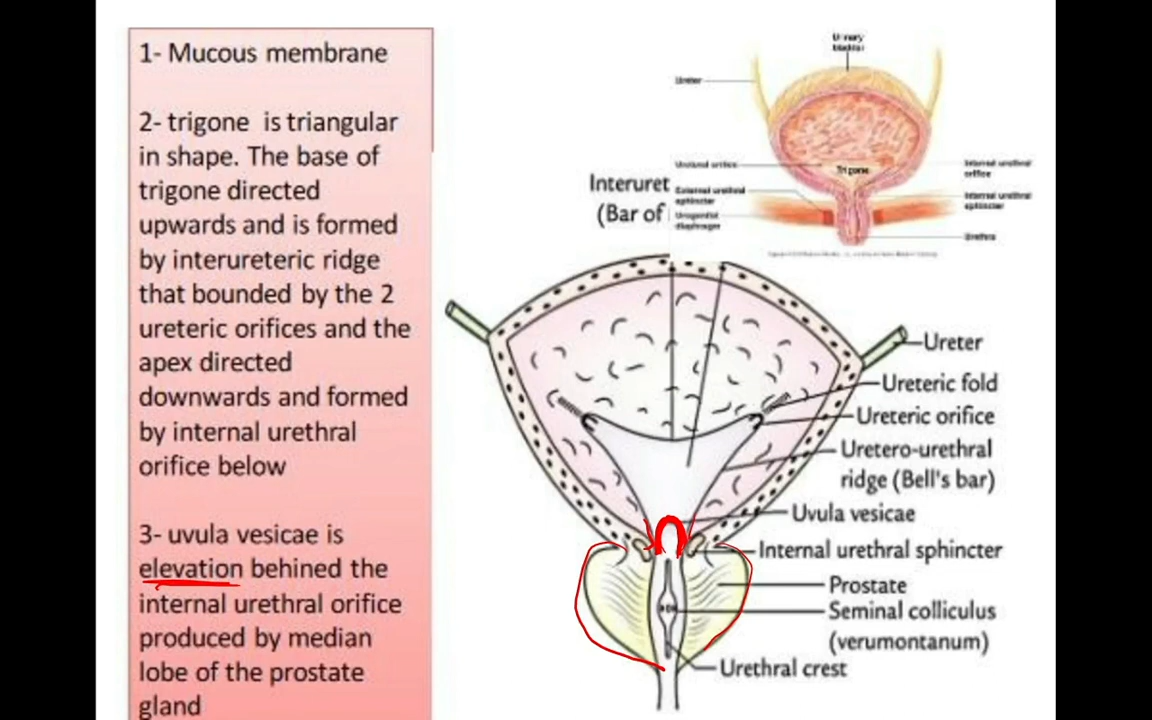 1- Mucous membrane
2- trigone is triangular
in shape. The base of
trigone directed
upwards and is formed
by interureteric ridge
that bounded by the 2
ureteric orifices and the
apex directed
downwards and formed
by internal urethral
orifice below
3- uvula vesicae is
elevation behined the
internal urethral orifice
produced by median
lobe of the prostate
gland
Urinary
bladder
Ureter
Ureteral orifice
Trigone
Internal urethral
orifice
External urethral
sphincter
Internal urethral
sphincter
Urogenital
diaphragm
Urethra
Interuret
(Bar of
Ureter
Ureteric fold
Ureteric orifice
Uretero-urethral
ridge (Bell's bar)
Uvula vesicae
Internal urethral sphincter
Prostate
Seminal colliculus
(verumontanum)
Urethral crest